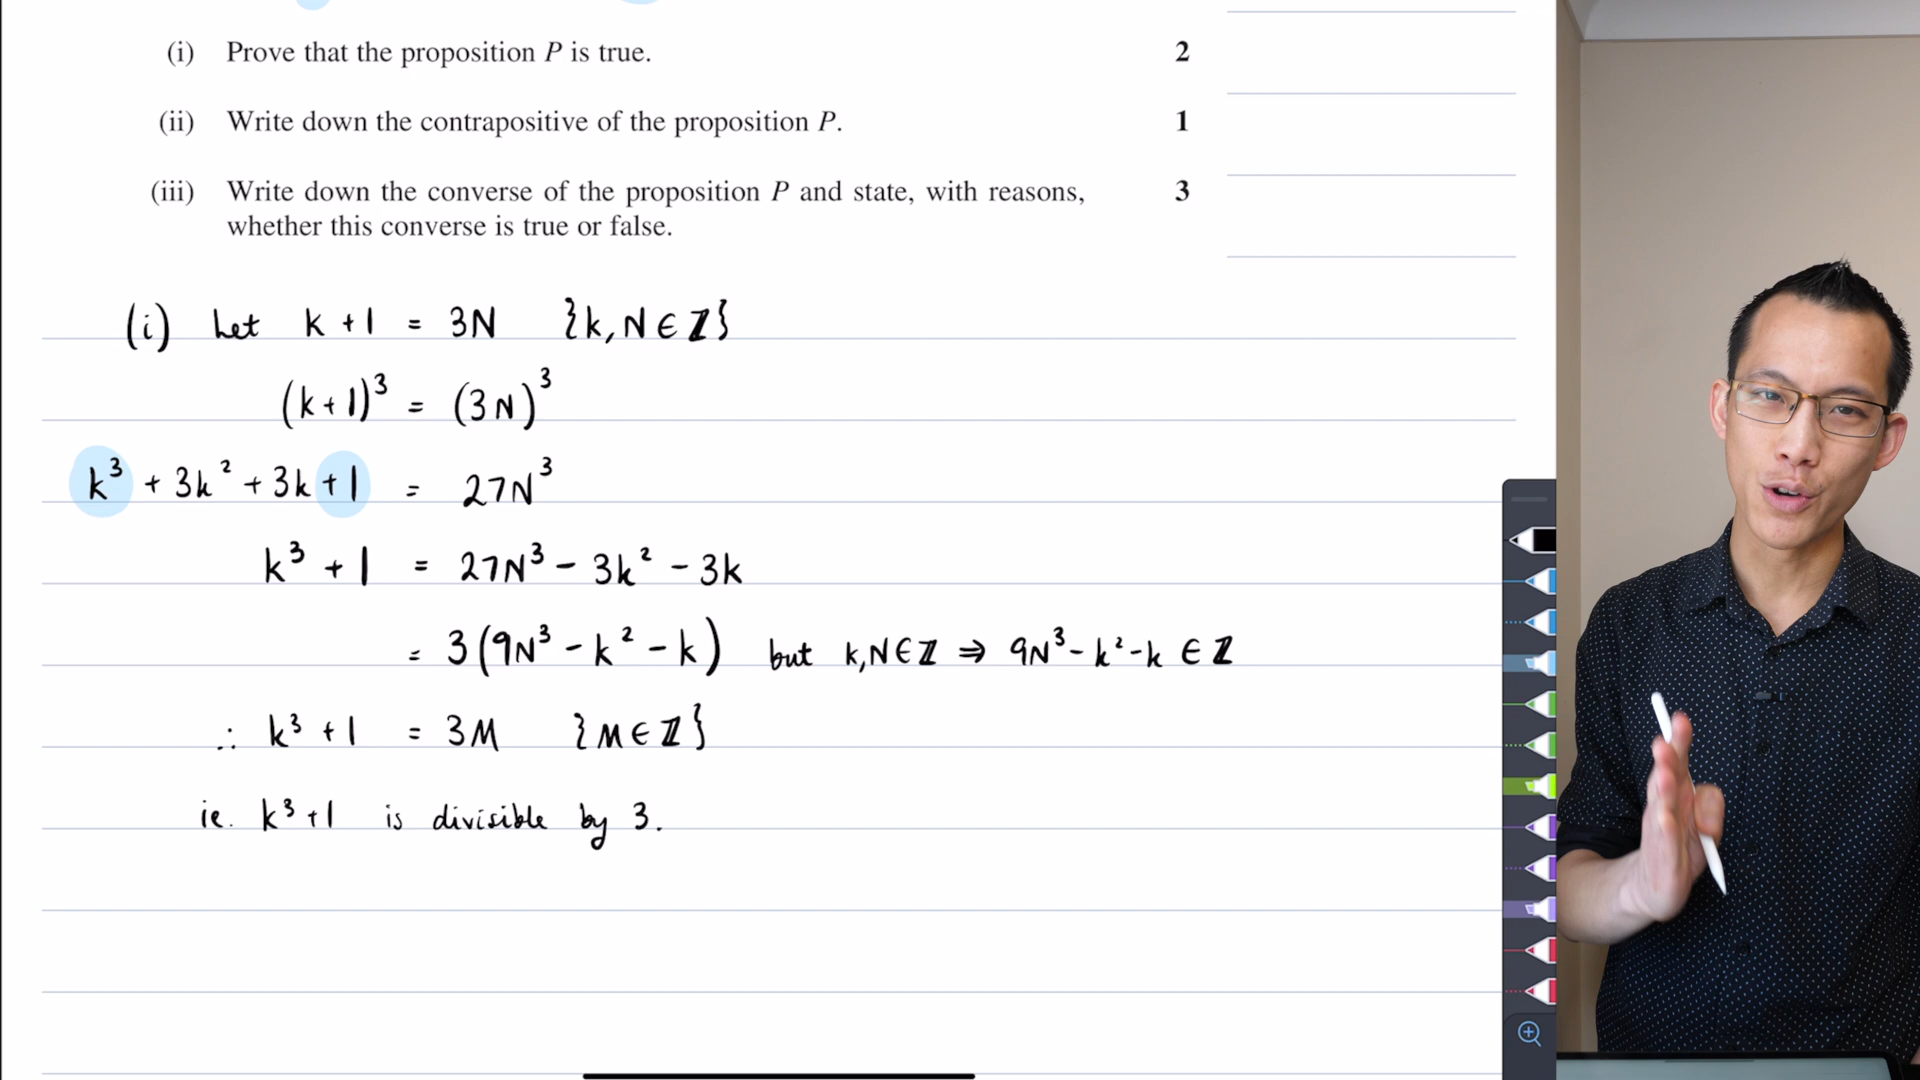 (i) Prove that the proposition P is true. 2
(ii) Write down the contrapositive of the proposition P. 1
(iii) Write down the converse of the proposition P and state, with reasons, 3
whether this converse is true or false.
(i) Let k + 1 = 3N {k, N ∈ ℤ}
(k + 1)³ = (3N)³
k³ + 3k² + 3k + 1 = 27N³
k³ + 1 = 27N³ − 3k² − 3k
= 3(9N³ − k² − k) but k, N ∈ ℤ ⇒ 9N³ − k² − k ∈ ℤ
∴ k³ + 1 = 3M {M ∈ ℤ}
ie. k³ + 1 is divisible by 3.